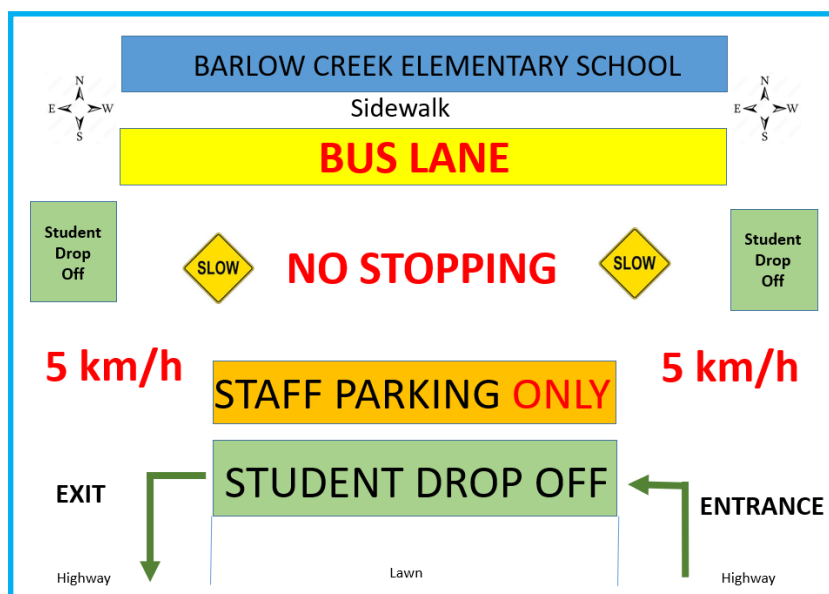 BARLOW CREEK ELEMENTARY SCHOOL
N
E W
S
N
E W
S
Sidewalk
BUS LANE
Student
Drop
Off
SLOW
NO STOPPING
SLOW
Student
Drop
Off
5 km/h
5 km/h
STAFF PARKING ONLY
STUDENT DROP OFF
EXIT
ENTRANCE
Highway
Lawn
Highway